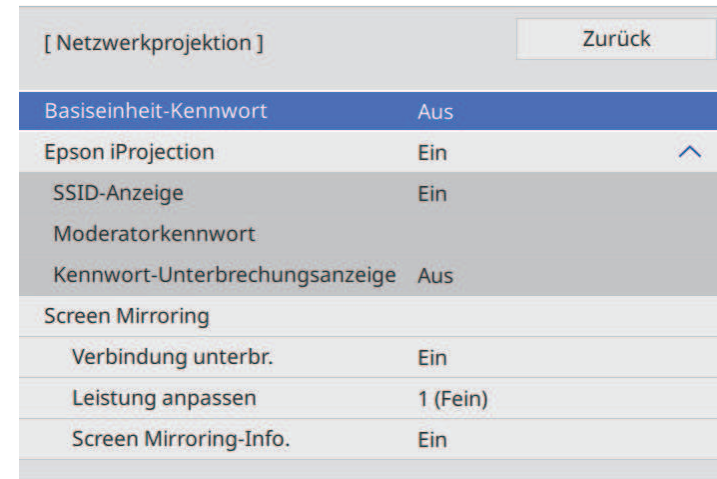 [ Netzwerkprojektion ] Zurück
Basiseinheit-Kennwort Aus
Epson iProjection Ein
SSID-Anzeige Ein
Moderatorkennwort
Kennwort-Unterbrechungsanzeige Aus
Screen Mirroring
Verbindung unterbr. Ein
Leistung anpassen 1 (Fein)
Screen Mirroring-Info. Ein